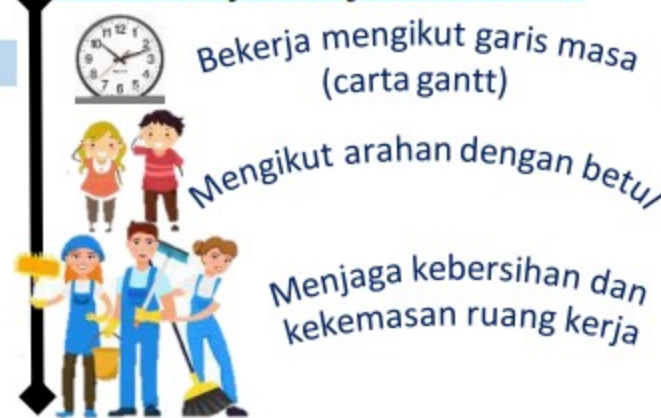 Bekerja mengikut garis masa
(carta gantt)
Mengikut arahan dengan betul
Menjaga kebersihan dan
kekemasan ruang kerja